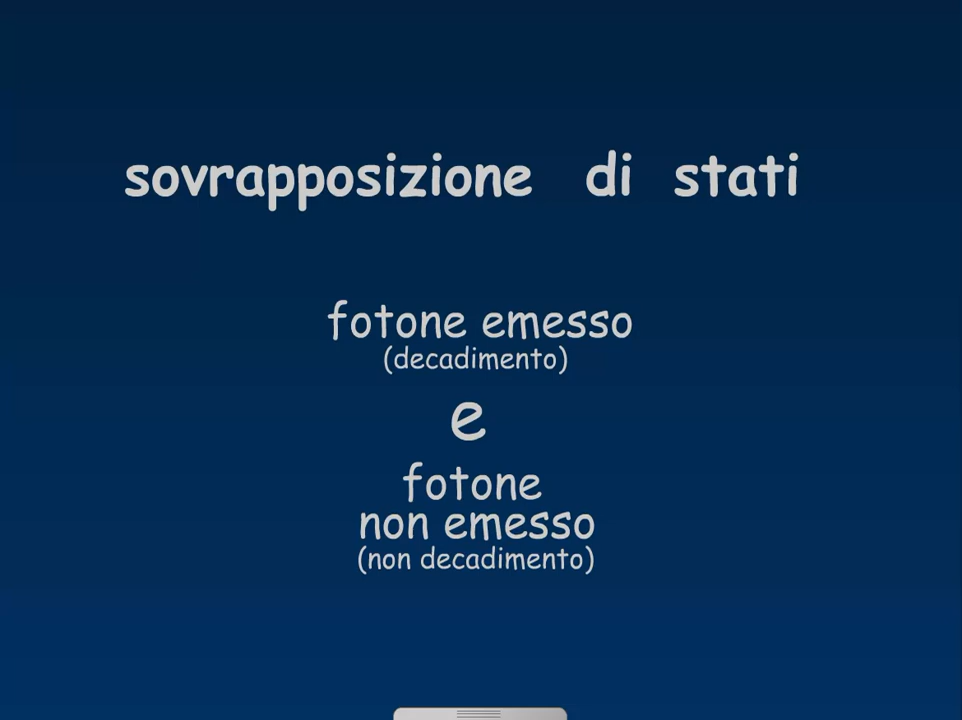 sovrapposizione di stati
fotone emesso
(decadimento)
e
fotone
non emesso
(non decadimento)